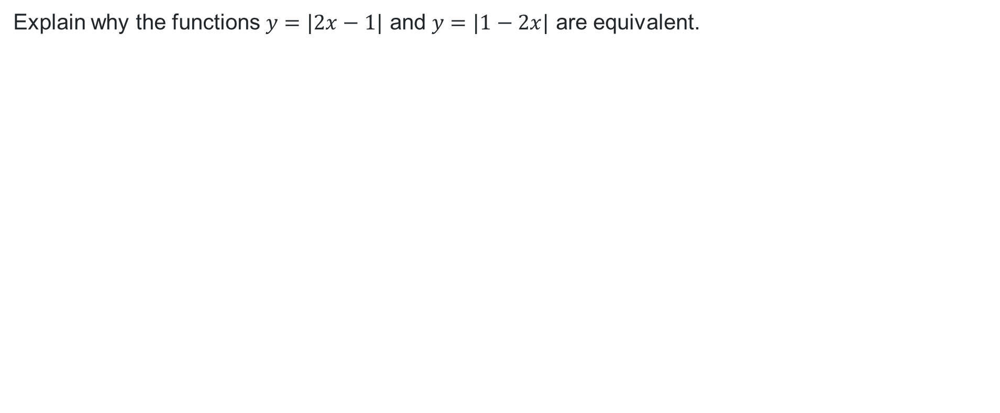 Explain why the functions y = |2x − 1| and y = |1 − 2x| are equivalent.